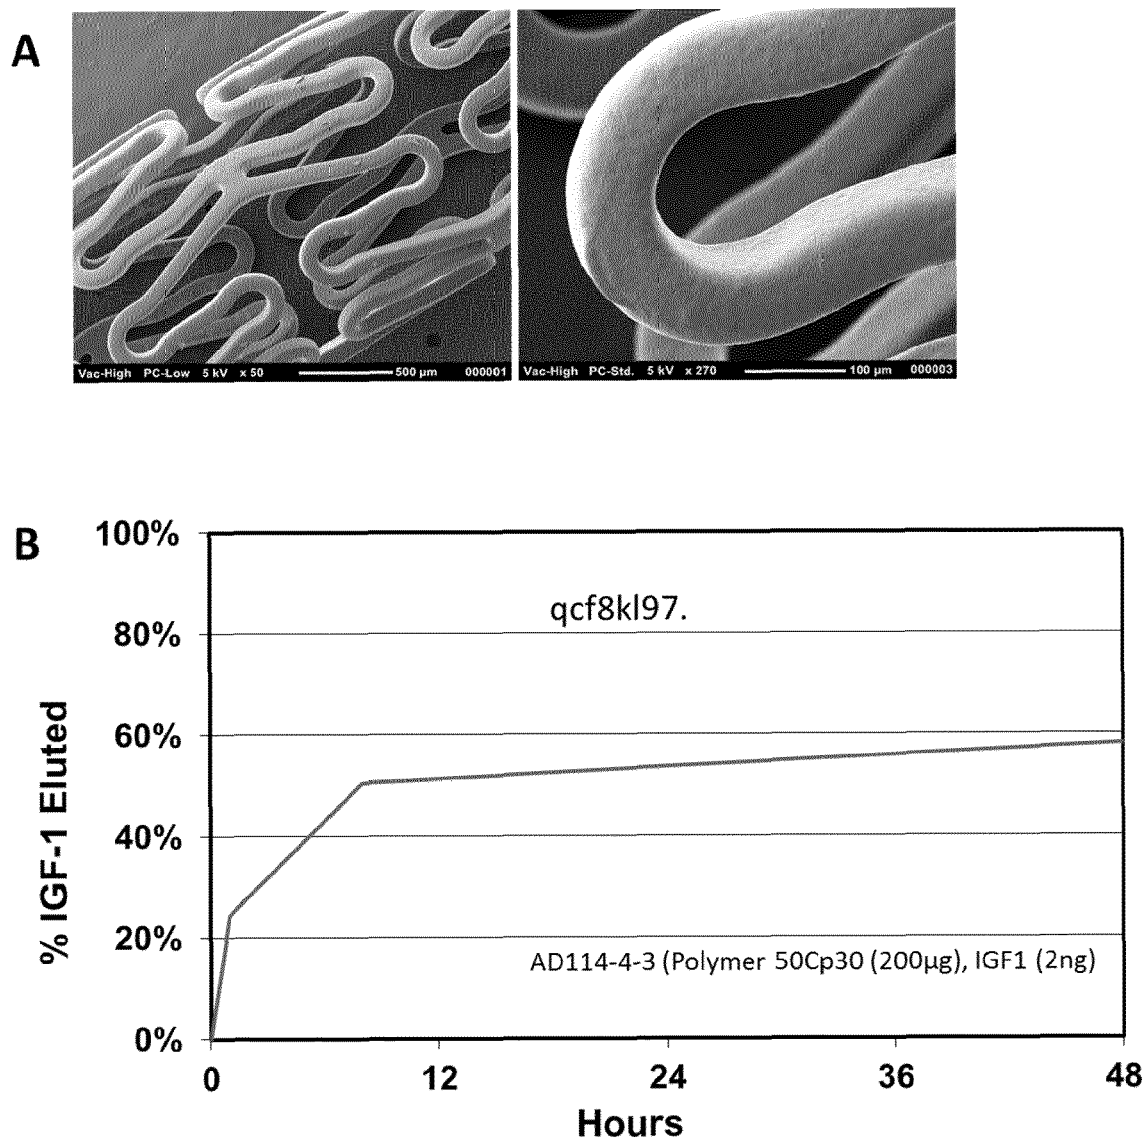 A
Vac-High PC-Low 5 kV x 50 500 µm 000001
Vac-High PC-Std. 5 kV x 270 100 µm 000003
B
% IGF-1 Eluted
100%
80%
60%
40%
20%
0%
qcf8kl97.
AD114-4-3 (Polymer 50Cp30 (200µg), IGF1 (2ng)
0 12 24 36 48
Hours